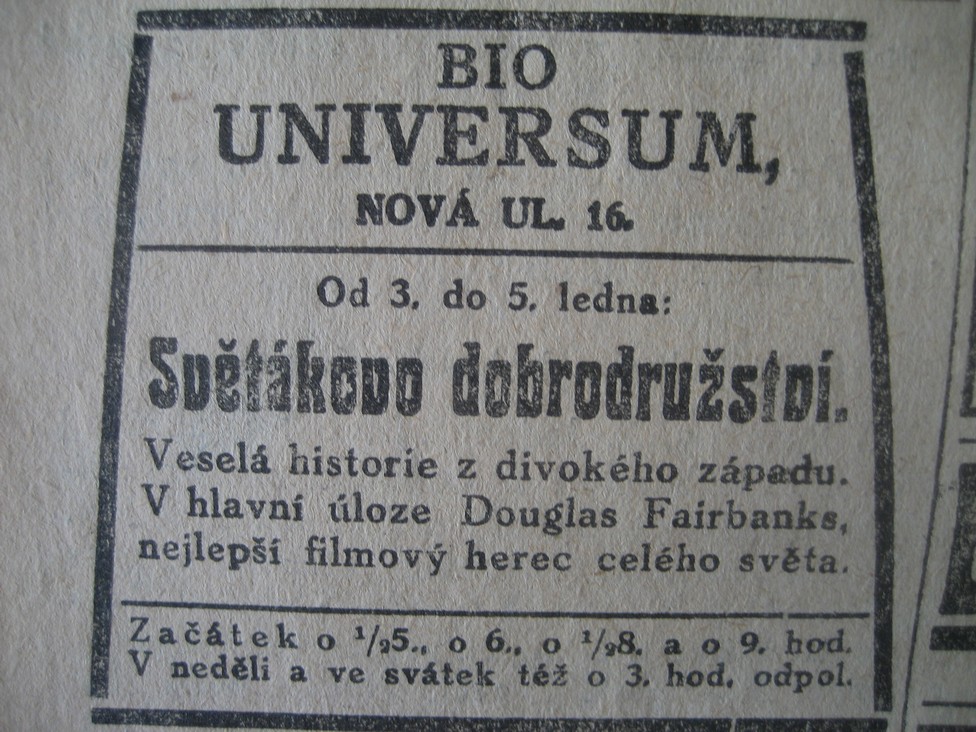 BIO
UNIVERSUM,
NOVÁ UL. 16.
Od 3. do 5. ledna:
Světákovo dobrodružství.
Veselá historie z divokého západu.
V hlavní úloze Douglas Fairbanks,
nejlepší filmový herec celého světa.
Začátek o ½5., o 6., o ½8. a o 9. hod.
V neděli a ve svátek též o 3. hod. odpol.